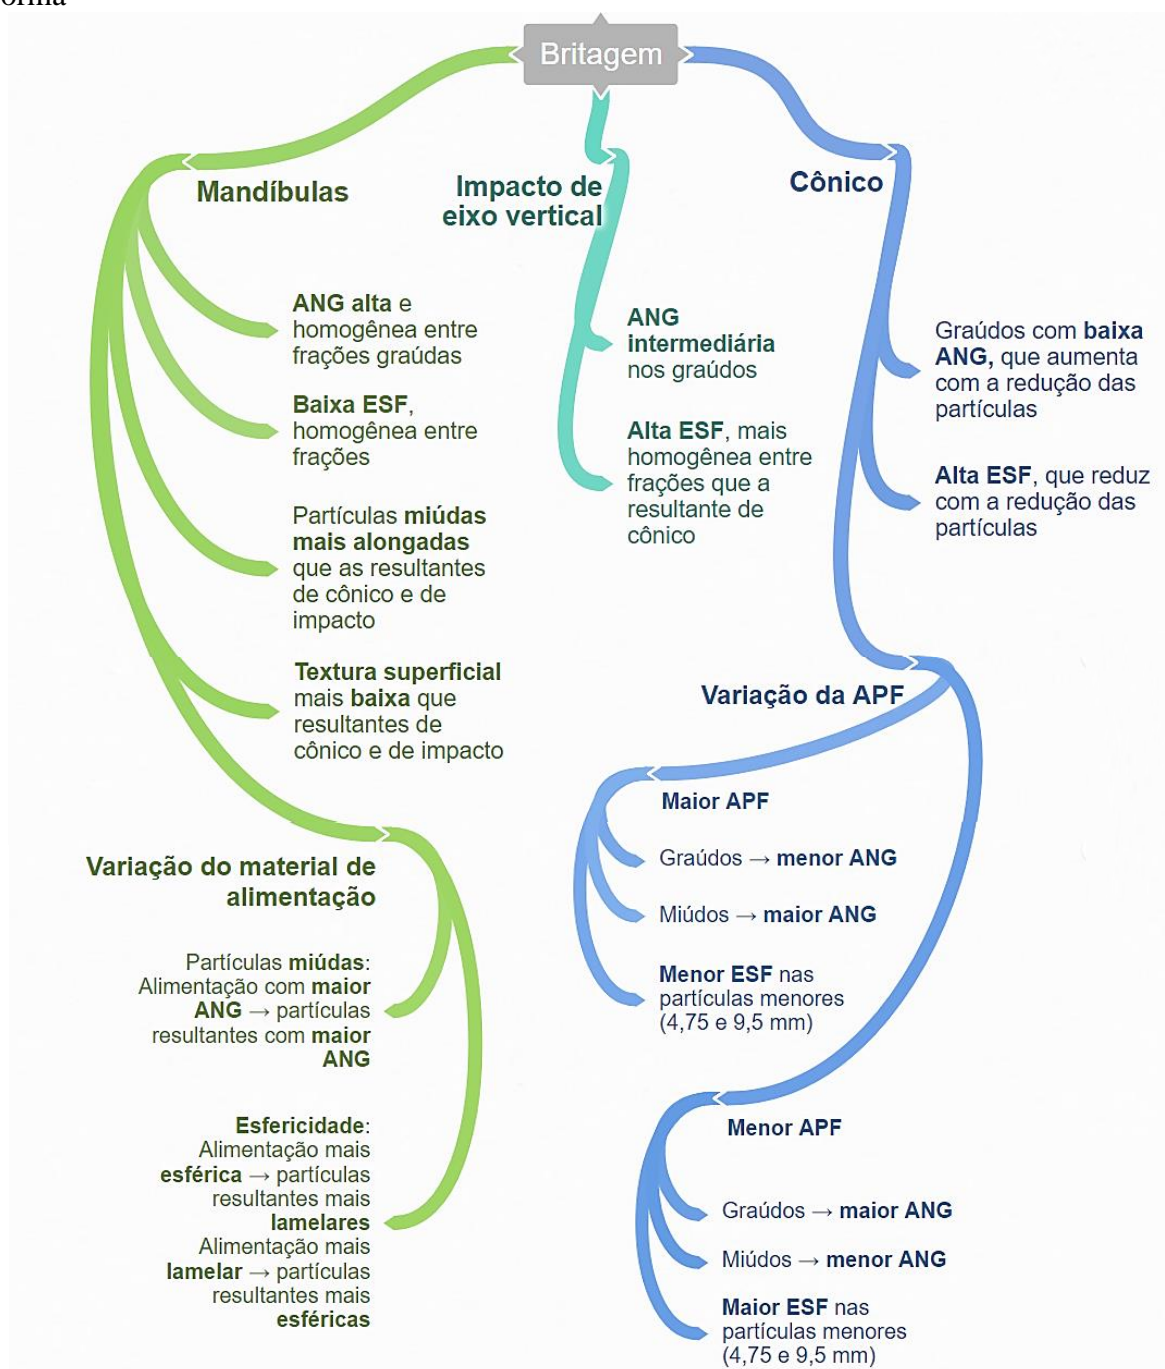 orma
Britagem
Mandíbulas
ANG alta e
homogênea entre
frações graúdas
Baixa ESF,
homogênea entre
frações
Partículas miúdas
mais alongadas
que as resultantes
de cônico e de
impacto
Textura superficial
mais baixa que
resultantes de
cônico e de impacto
Variação do material de
alimentação
Partículas miúdas:
Alimentação com maior
ANG → partículas
resultantes com maior
ANG
Esfericidade:
Alimentação mais
esférica → partículas
resultantes mais
lamelares
Alimentação mais
lamelar → partículas
resultantes mais
esféricas
Impacto de
eixo vertical
ANG
intermediária
nos graúdos
Alta ESF, mais
homogênea entre
frações que a
resultante de
cônico
Cônico
Graúdos com baixa
ANG, que aumenta
com a redução das
partículas
Alta ESF, que reduz
com a redução das
partículas
Variação da APF
Maior APF
Graúdos → menor ANG
Miúdos → maior ANG
Menor ESF nas
partículas menores
(4,75 e 9,5 mm)
Menor APF
Graúdos → maior ANG
Miúdos → menor ANG
Maior ESF nas
partículas menores
(4,75 e 9,5 mm)